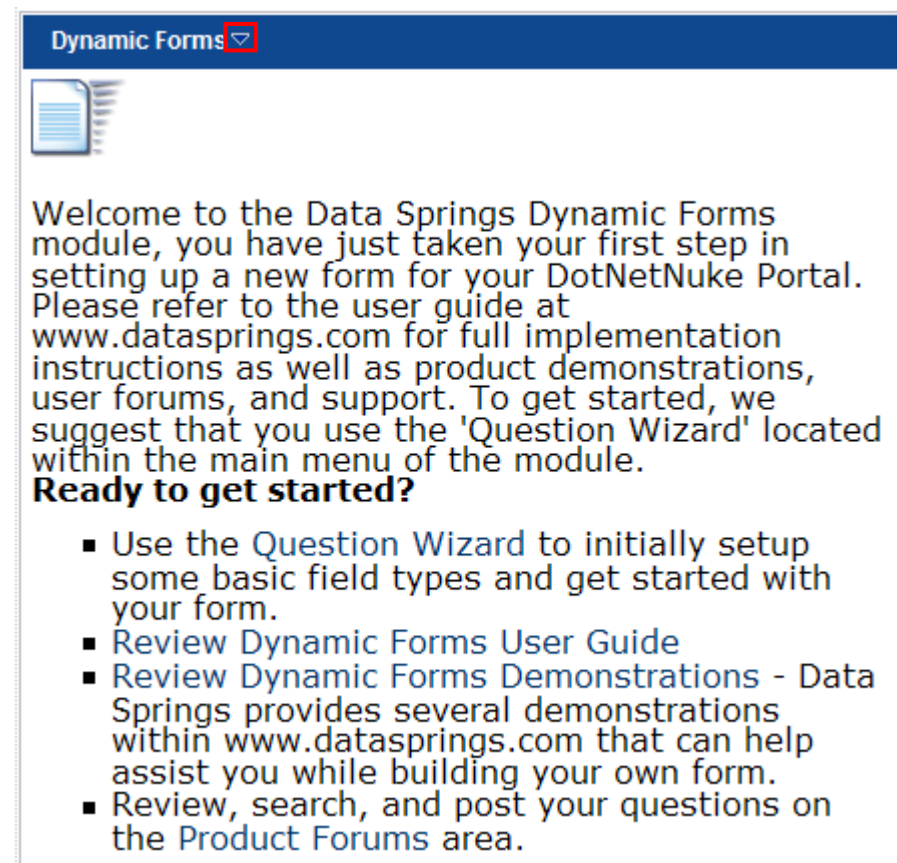 Dynamic Forms
Welcome to the Data Springs Dynamic Forms
module, you have just taken your first step in
setting up a new form for your DotNetNuke Portal.
Please refer to the user guide at
www.datasprings.com for full implementation
instructions as well as product demonstrations,
user forums, and support. To get started, we
suggest that you use the 'Question Wizard' located
within the main menu of the module.
Ready to get started?
Use the Question Wizard to initially setup
some basic field types and get started with
your form.
Review Dynamic Forms User Guide
Review Dynamic Forms Demonstrations - Data
Springs provides several demonstrations
within www.datasprings.com that can help
assist you while building your own form.
Review, search, and post your questions on
the Product Forums area.